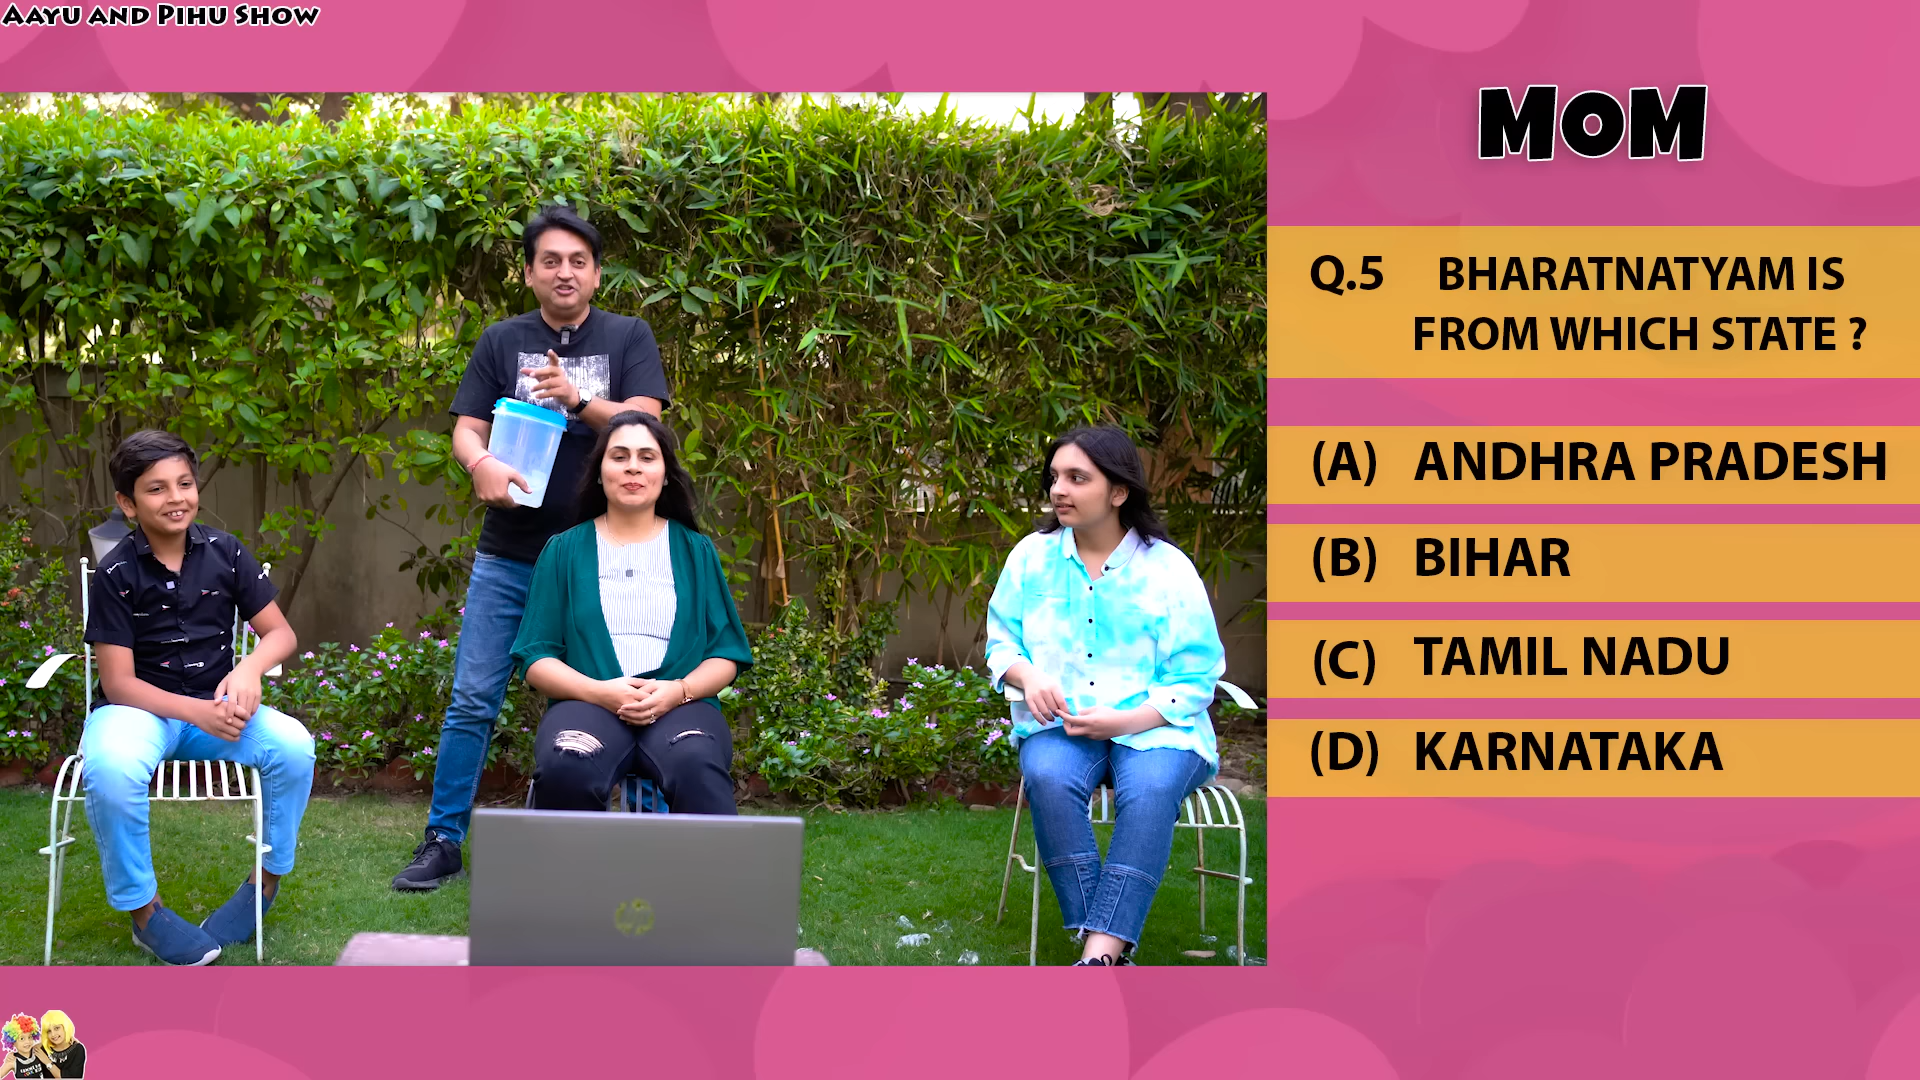 AAYU AND PIHU SHOW
MOM
Q.5 BHARATNATYAM IS
FROM WHICH STATE ?
(A) ANDHRA PRADESH
(B) BIHAR
(C) TAMIL NADU
(D) KARNATAKA